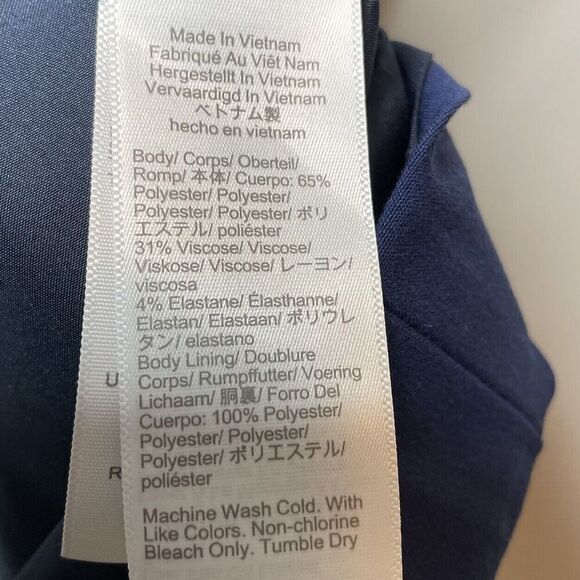 Made In Vietnam
Fabriqué Au Viêt Nam
Hergestellt In Vietnam
Vervaardigd In Vietnam
ベトナム製
hecho en vietnam
Body/ Corps/ Oberteil/
Romp/ 本体/ Cuerpo: 65%
Polyester/ Polyester/
Polyester/ Polyester/ ポリ
エステル/ poliéster
31% Viscose/ Viscose/
Viskose/ Viscose/ レーヨン/
viscosa
4% Elastane/ Élasthanne/
Elastan/ Elastaan/ ポリウレ
タン/ elastano
Body Lining/ Doublure
Corps/ Rumpffutter/ Voering
Lichaam/ 胴裏/ Forro Del
Cuerpo: 100% Polyester/
Polyester/ Polyester/
Polyester/ ポリエステル/
poliéster
Machine Wash Cold. With
Like Colors. Non-chlorine
Bleach Only. Tumble Dry
U
R